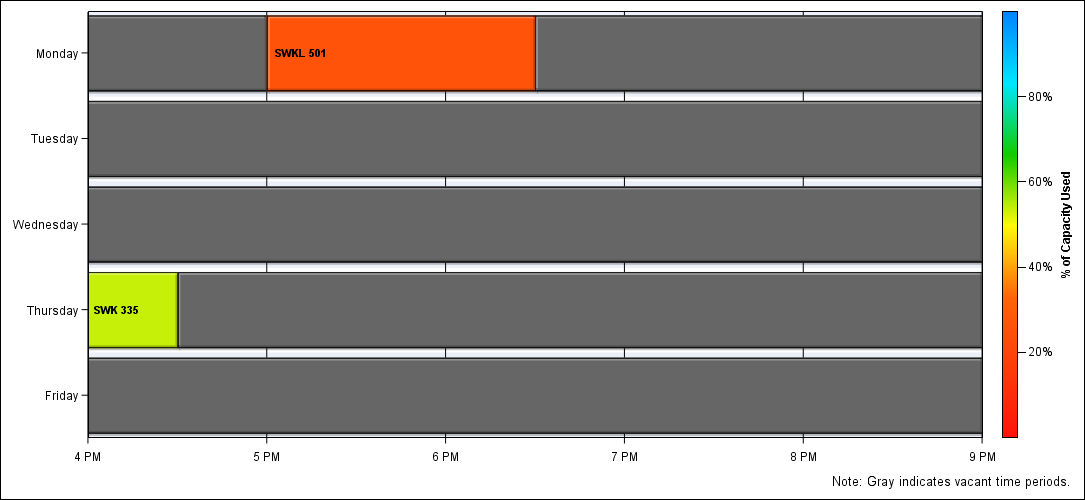 Monday
SWKL 501
Tuesday
Wednesday
Thursday
SWK 335
Friday
4 PM 5 PM 6 PM 7 PM 8 PM 9 PM
80%
60%
40%
20%
% of Capacity Used
Note: Gray indicates vacant time periods.